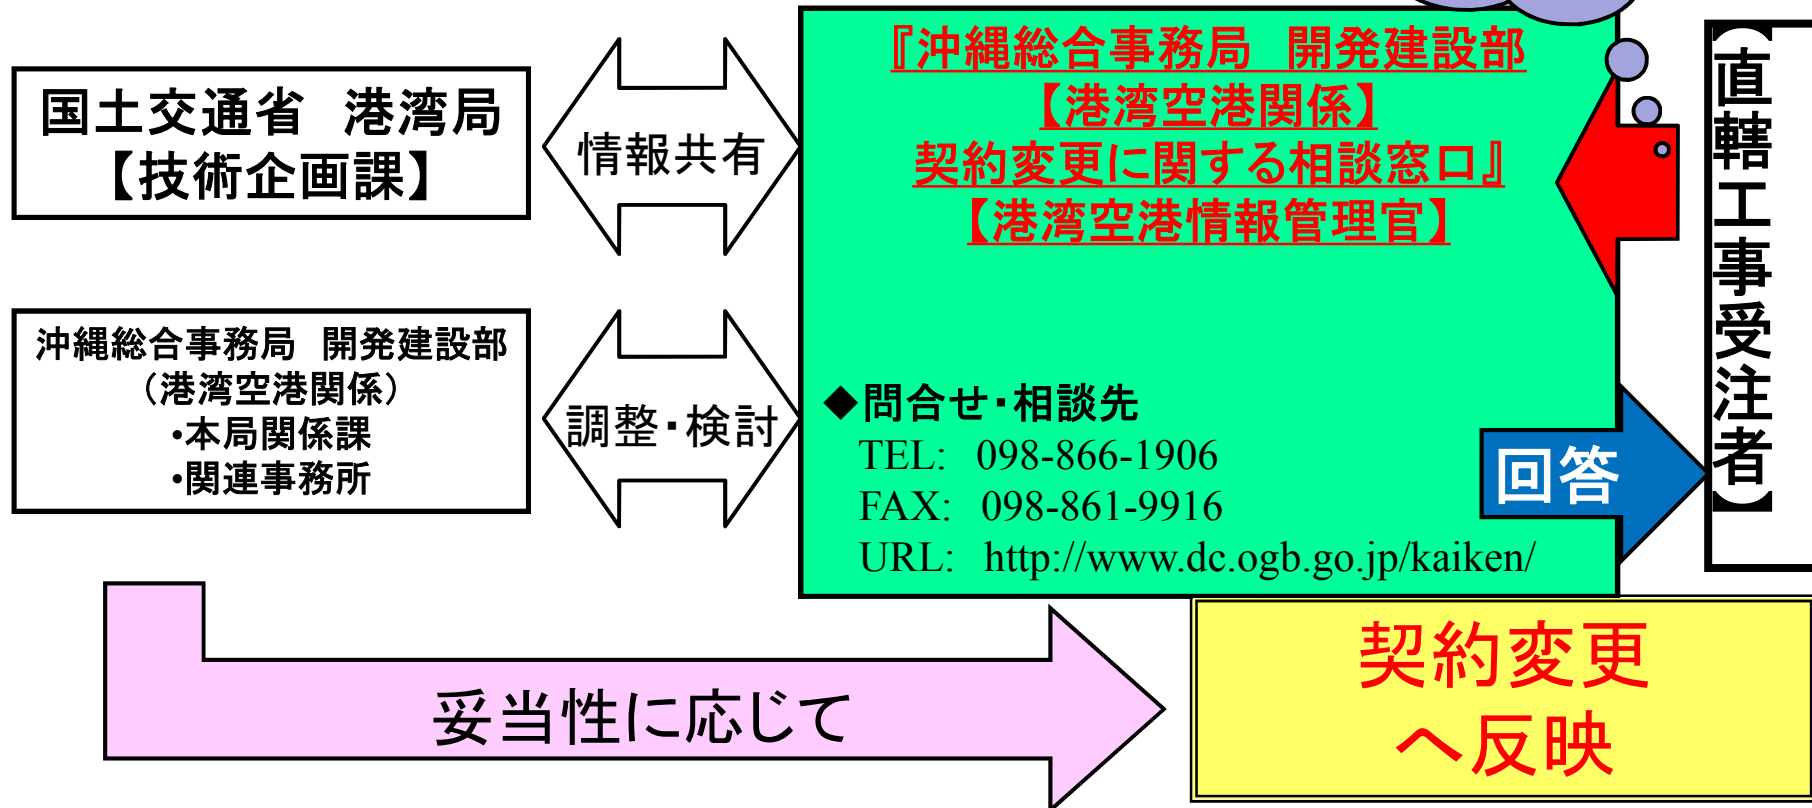 国土交通省　港湾局
【技術企画課】
情報共有
『沖縄総合事務局　開発建設部
【港湾空港関係】
契約変更に関する相談窓口』
【港湾空港情報管理官】
【直轄工事受注者】
沖縄総合事務局　開発建設部
（港湾空港関係）
・本局関係課
・関連事務所
調整・検討
◆問合せ・相談先
TEL: 098-866-1906
FAX: 098-861-9916
URL: http://www.dc.ogb.go.jp/kaiken/
回答
妥当性に応じて
契約変更
へ反映